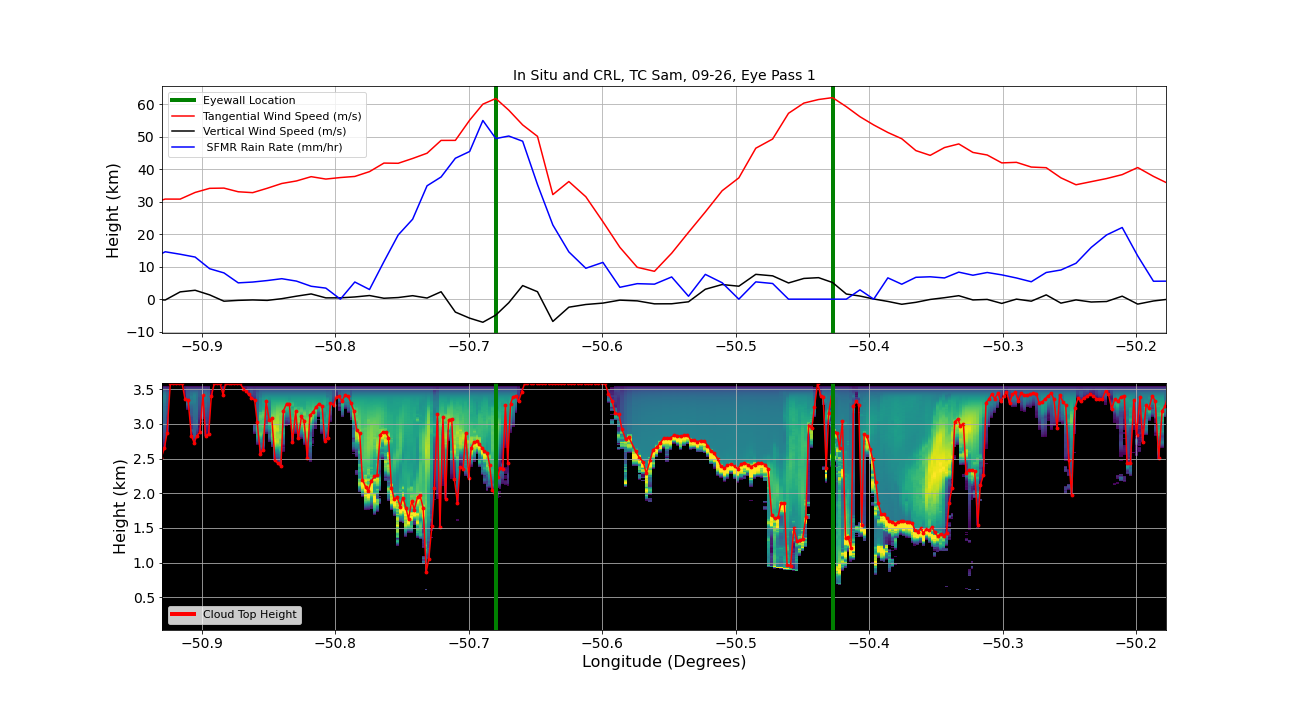 In Situ and CRL, TC Sam, 09-26, Eye Pass 1
Height (km)
60
50
40
30
20
10
0
−10
Eyewall Location
Tangential Wind Speed (m/s)
Vertical Wind Speed (m/s)
SFMR Rain Rate (mm/hr)
−50.9 −50.8 −50.7 −50.6 −50.5 −50.4 −50.3 −50.2
Height (km)
3.5
3.0
2.5
2.0
1.5
1.0
0.5
Cloud Top Height
−50.9 −50.8 −50.7 −50.6 −50.5 −50.4 −50.3 −50.2
Longitude (Degrees)